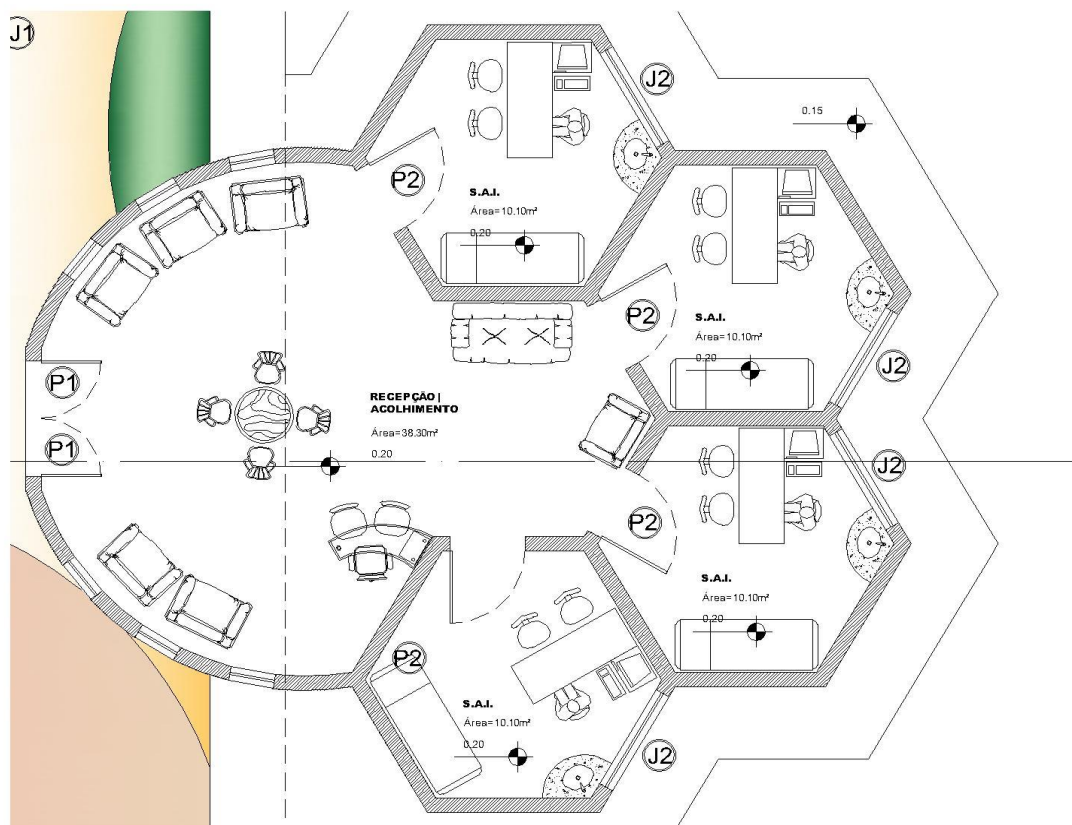 J1
J2
0.15
P2
S.A.I.
Área=10.10m²
0.20
P2
S.A.I.
Área=10.10m²
0.20
J2
P1
RECEPÇÃO|
ACOLHIMENTO
Área=38.30m²
0.20
P1
J2
P2
S.A.I.
Área=10.10m²
0.20
P2
S.A.I.
Área=10.10m²
0.20
J2